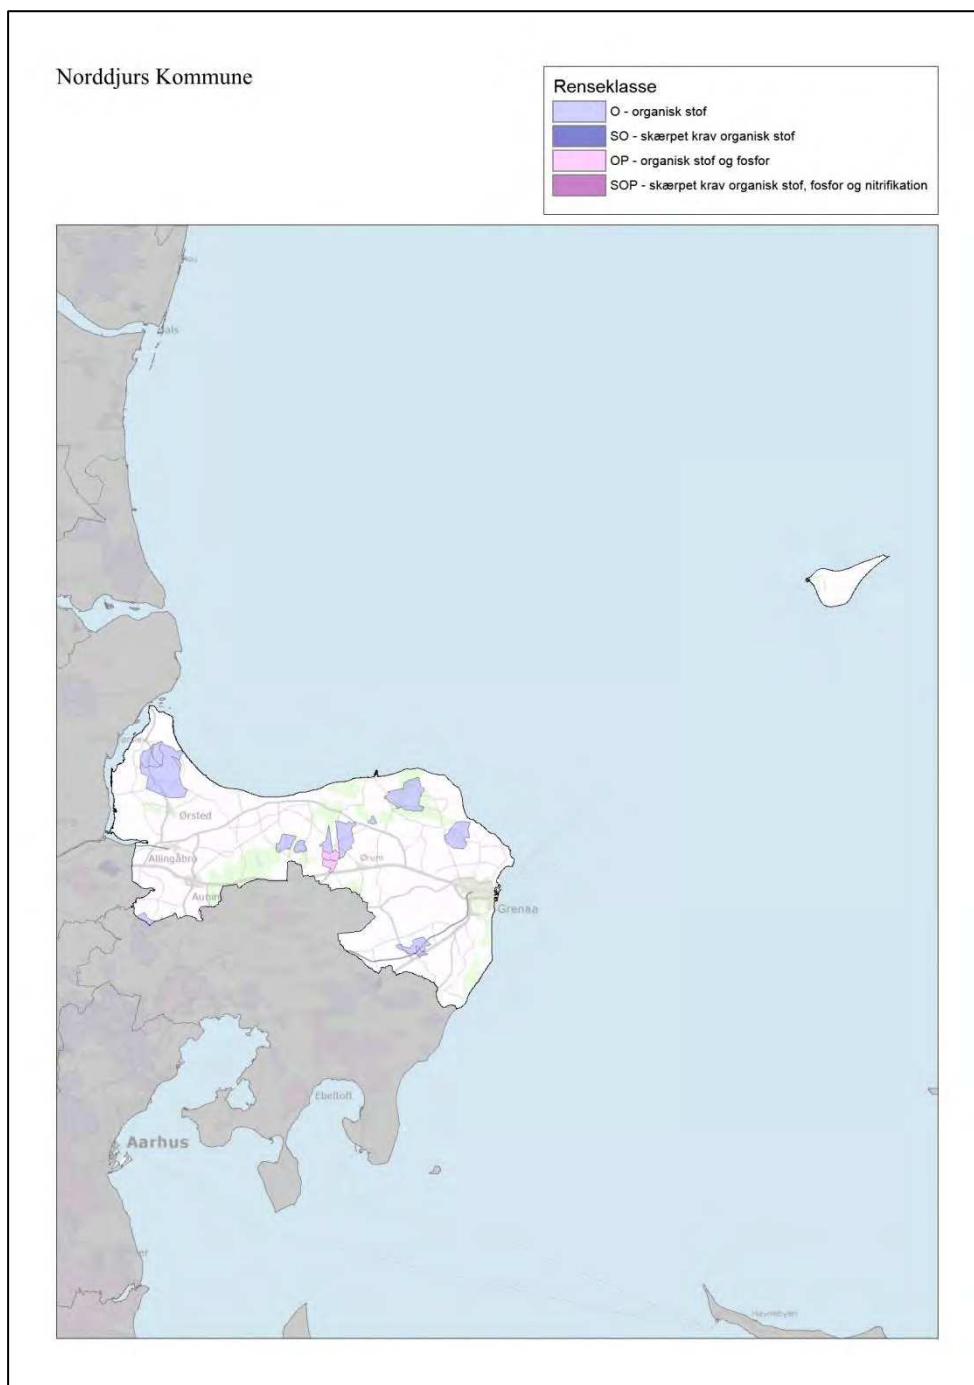 Norddjurs Kommune
Renseklasse
O - organisk stof
SO - skærpet krav organisk stof
OP - organisk stof og fosfor
SOP - skærpet krav organisk stof, fosfor og nitrifikation
Ørsted
Allingåbro
Ørum
Grenaa
Ebeltoft
Aarhus